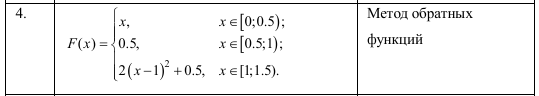 4.
F(x) = { x, x ∈ [0;0.5);
0.5, x ∈ [0.5;1);
2(x−1)² + 0.5, x ∈ [1;1.5).
Метод обратных
функций